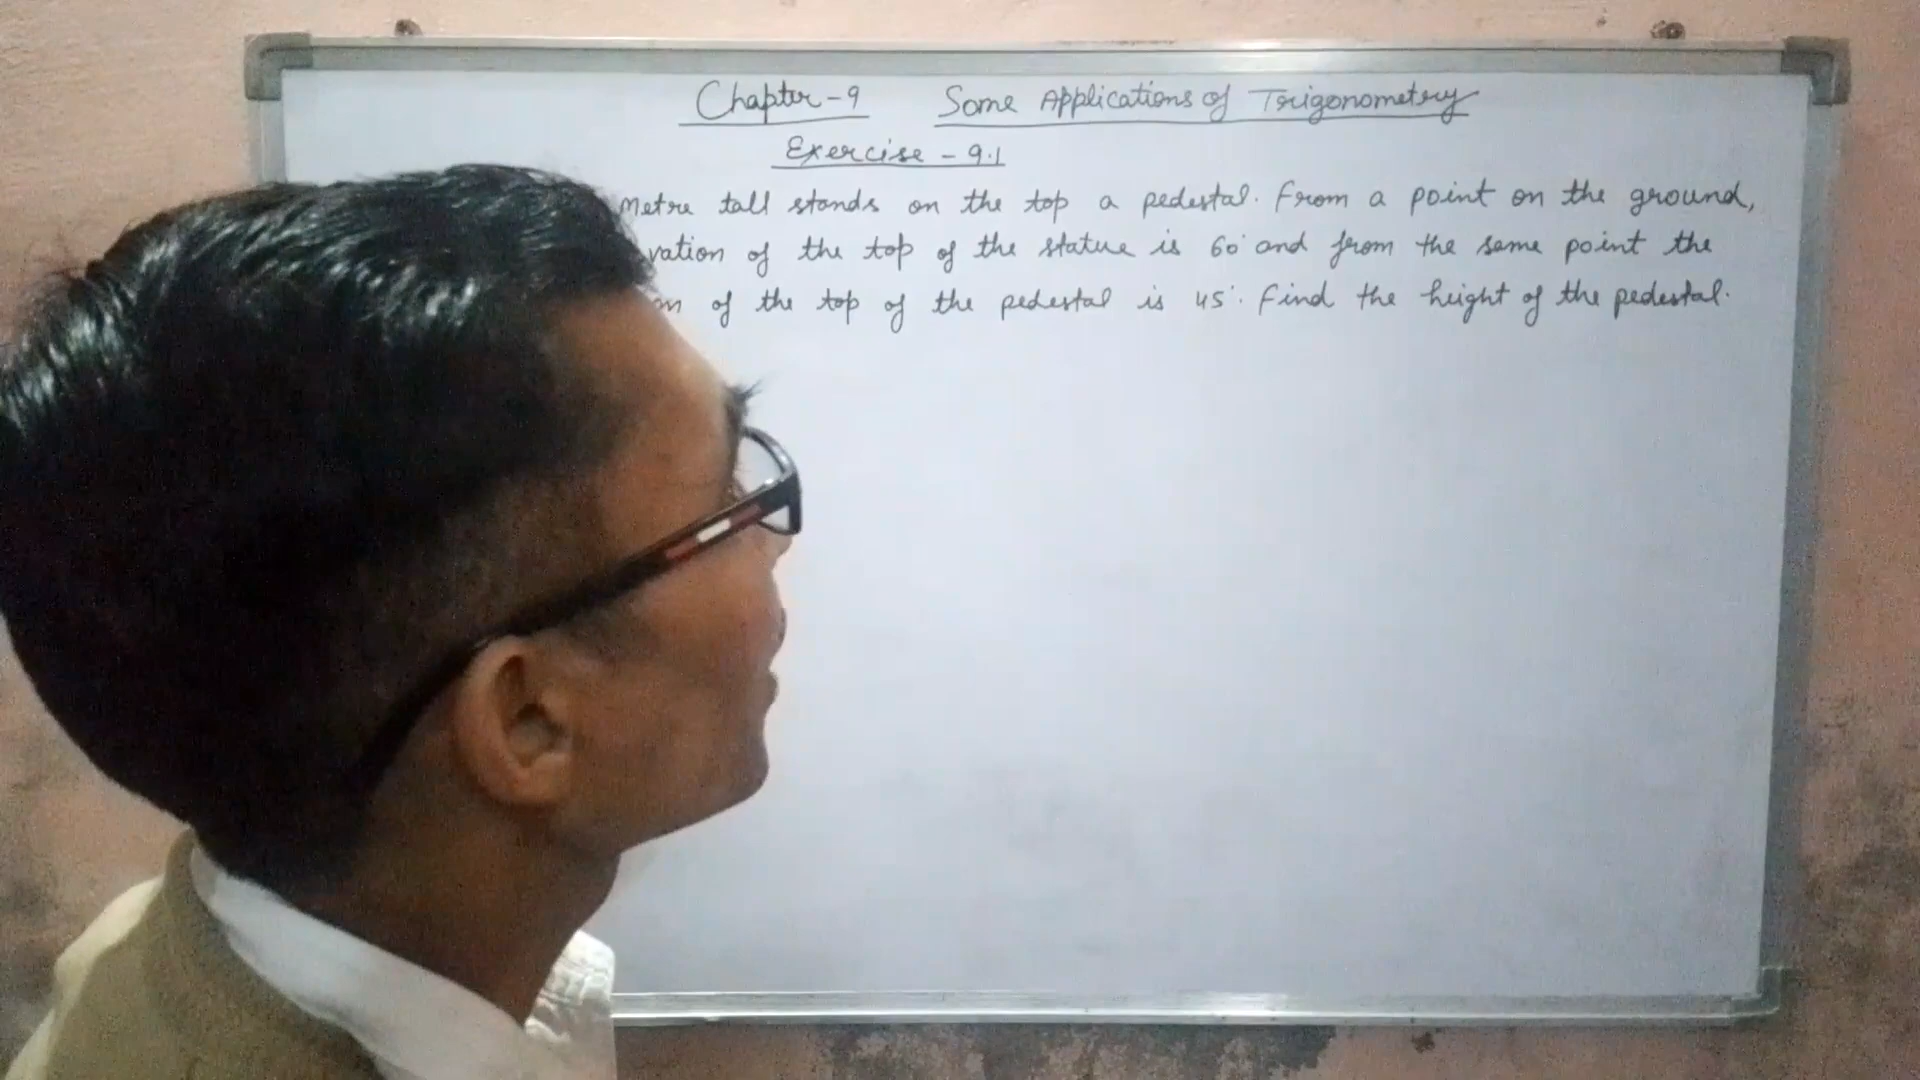 Chapter-9 Some Applications of Trigonometry
Exercise - 9.1
Metre tall stands on the top a pedestal. From a point on the ground,
vation of the top of the statue is 60° and from the same point the
of the top of the pedestal is 45°. Find the height of the pedestal.